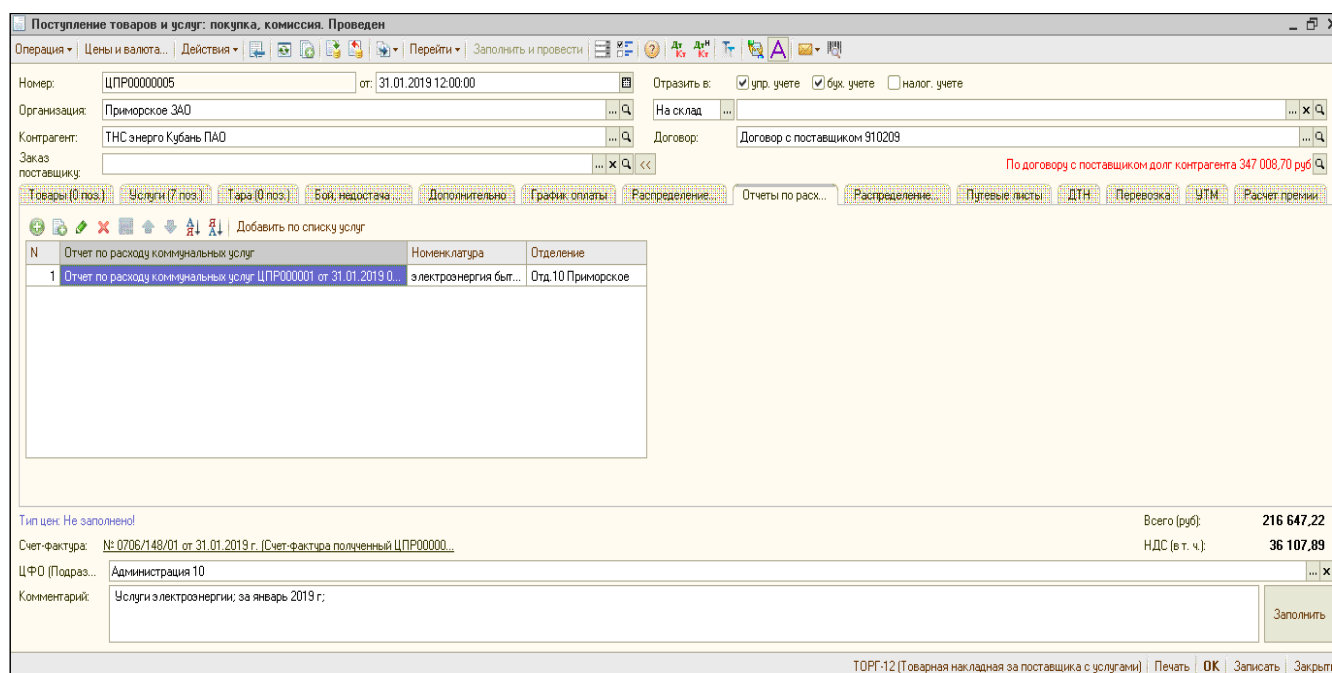 Поступление товаров и услуг: покупка, комиссия. Проведен
Операция Цены и валюта... Действия Перейти Заполнить и провести
Номер: ЦПР00000005 от: 31.01.2019 12:00:00 Отразить в: упр. учете бух. учете налог. учете
Организация: Приморское ЗАО На склад
Контрагент: ТНС энерго Кубань ПАО Договор: Договор с поставщиком 910209
Заказ
поставщику: По договору с поставщиком долг контрагента 347 008,70 руб
Товары (0 поз.) Услуги (7 поз.) Тара (0 поз.) Бой, недостача ... Дополнительно График оплаты Распределение... Отчеты по расх... Распределение... Путевые листы ДТН Перевозка УТМ Расчет премии
Добавить по списку услуг
N Отчет по расходу коммунальных услуг Номенклатура Отделение
1 Отчет по расходу коммунальных услуг ЦПР000001 от 31.01.2019 0... электроэнергия быт... Отд.10 Приморское
Тип цен: Не заполнено! Всего (руб): 216 647,22
Счет-фактура: № 0706/148/01 от 31.01.2019 г. (Счет-фактура полученный ЦПР00000... НДС (в т. ч.): 36 107,89
ЦФО (Подраз... Администрация 10
Комментарий: Услуги электроэнергии; за январь 2019 г;
Заполнить
ТОРГ-12 (Товарная накладная за поставщика с услугами) Печать OK Записать Закрыть